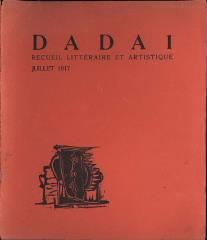 DADA 1
RECUEIL LITTÉRAIRE ET ARTISTIQUE
JUILLET 1917